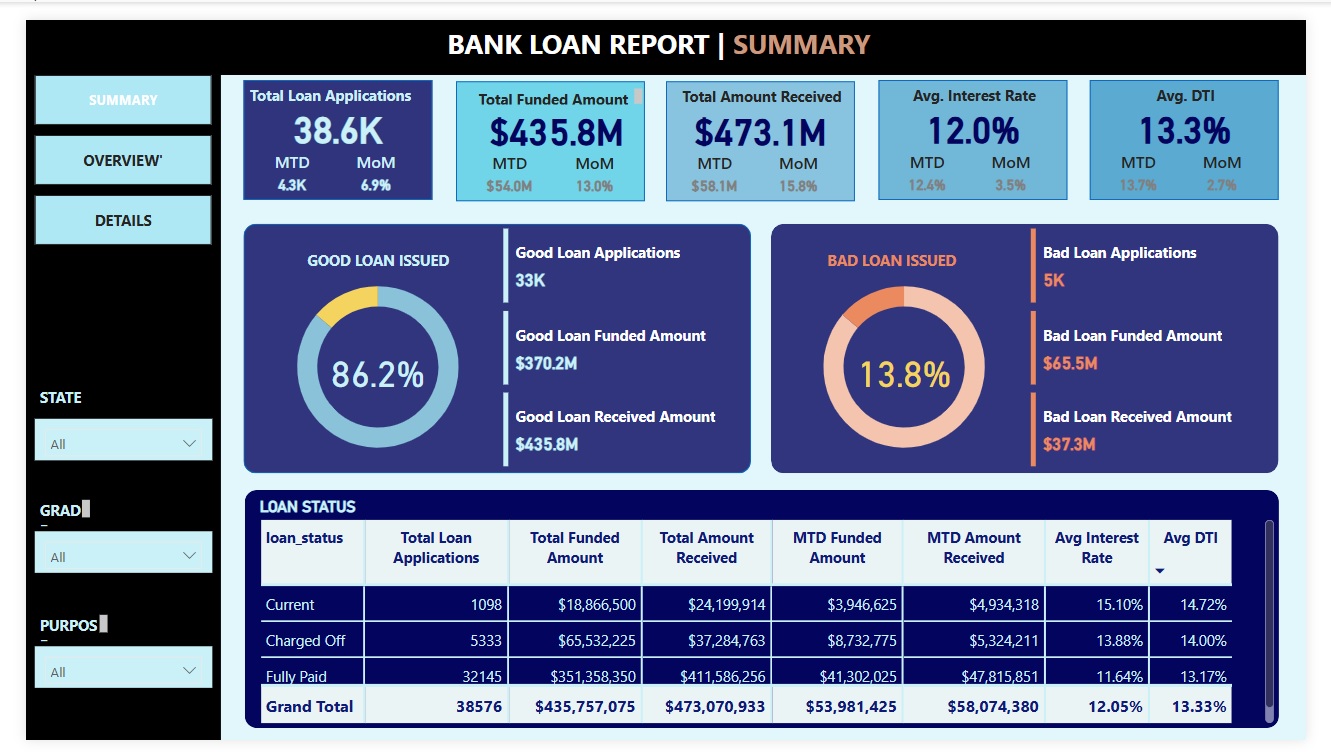 BANK LOAN REPORT | SUMMARY
SUMMARY
OVERVIEW'
DETAILS
STATE
All
GRAD
All
PURPOS
All
Total Loan Applications
38.6K
MTD MoM
4.3K 6.9%
Total Funded Amount
$435.8M
MTD MoM
$54.0M 13.0%
Total Amount Received
$473.1M
MTD MoM
$58.1M 15.8%
Avg. Interest Rate
12.0%
MTD MoM
12.4% 3.5%
Avg. DTI
13.3%
MTD MoM
13.7% 2.7%
GOOD LOAN ISSUED
86.2%
Good Loan Applications
33K
Good Loan Funded Amount
$370.2M
Good Loan Received Amount
$435.8M
BAD LOAN ISSUED
13.8%
Bad Loan Applications
5K
Bad Loan Funded Amount
$65.5M
Bad Loan Received Amount
$37.3M
LOAN STATUS
loan_status Total Loan Applications Total Funded Amount Total Amount Received MTD Funded Amount MTD Amount Received Avg Interest Rate Avg DTI
Current 1098 $18,866,500 $24,199,914 $3,946,625 $4,934,318 15.10% 14.72%
Charged Off 5333 $65,532,225 $37,284,763 $8,732,775 $5,324,211 13.88% 14.00%
Fully Paid 32145 $351,358,350 $411,586,256 $41,302,025 $47,815,851 11.64% 13.17%
Grand Total 38576 $435,757,075 $473,070,933 $53,981,425 $58,074,380 12.05% 13.33%